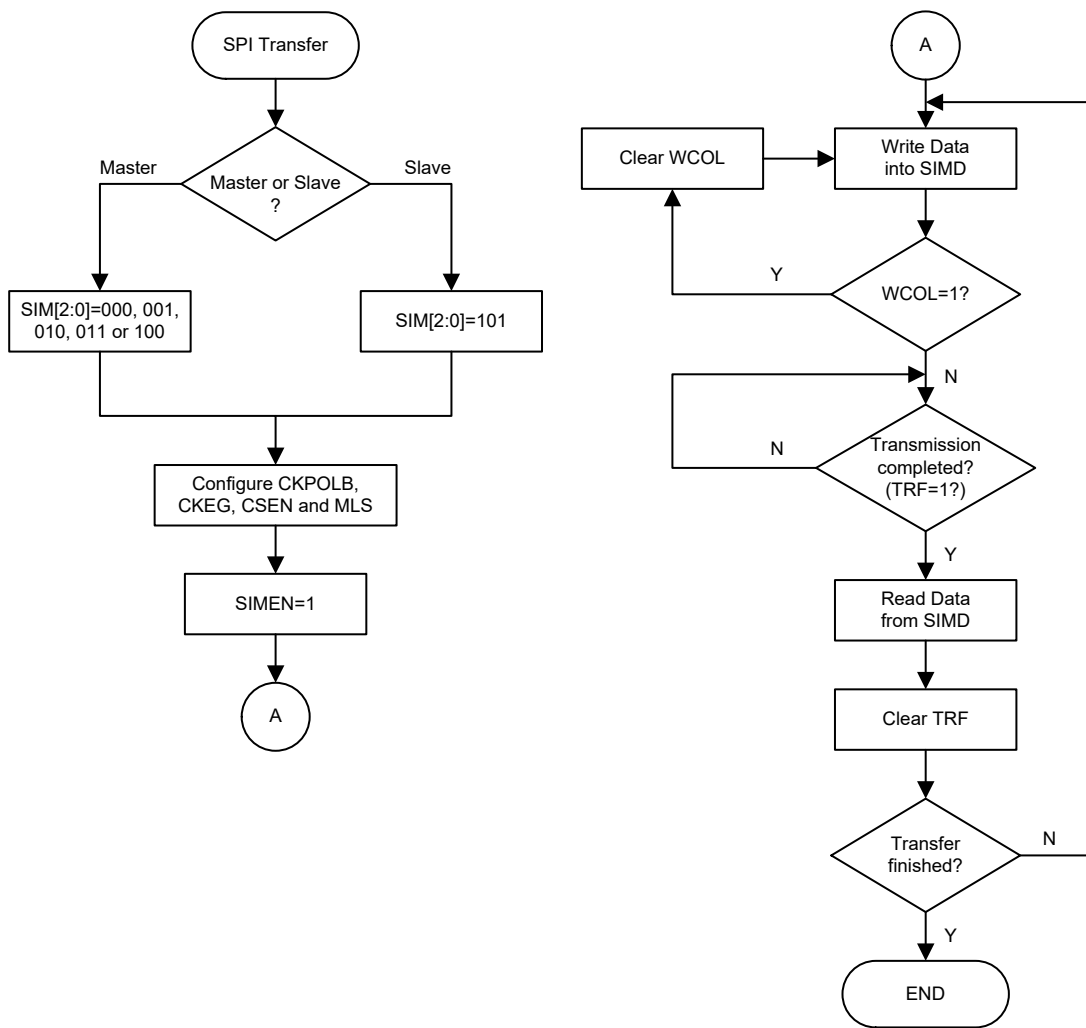 SPI Transfer
Master or Slave
?
Master
Slave
SIM[2:0]=000, 001,
010, 011 or 100
SIM[2:0]=101
Configure CKPOLB,
CKEG, CSEN and MLS
SIMEN=1
A
A
Write Data
into SIMD
Clear WCOL
WCOL=1?
Y
N
Transmission
completed?
(TRF=1?)
N
Y
Read Data
from SIMD
Clear TRF
Transfer
finished?
N
Y
END